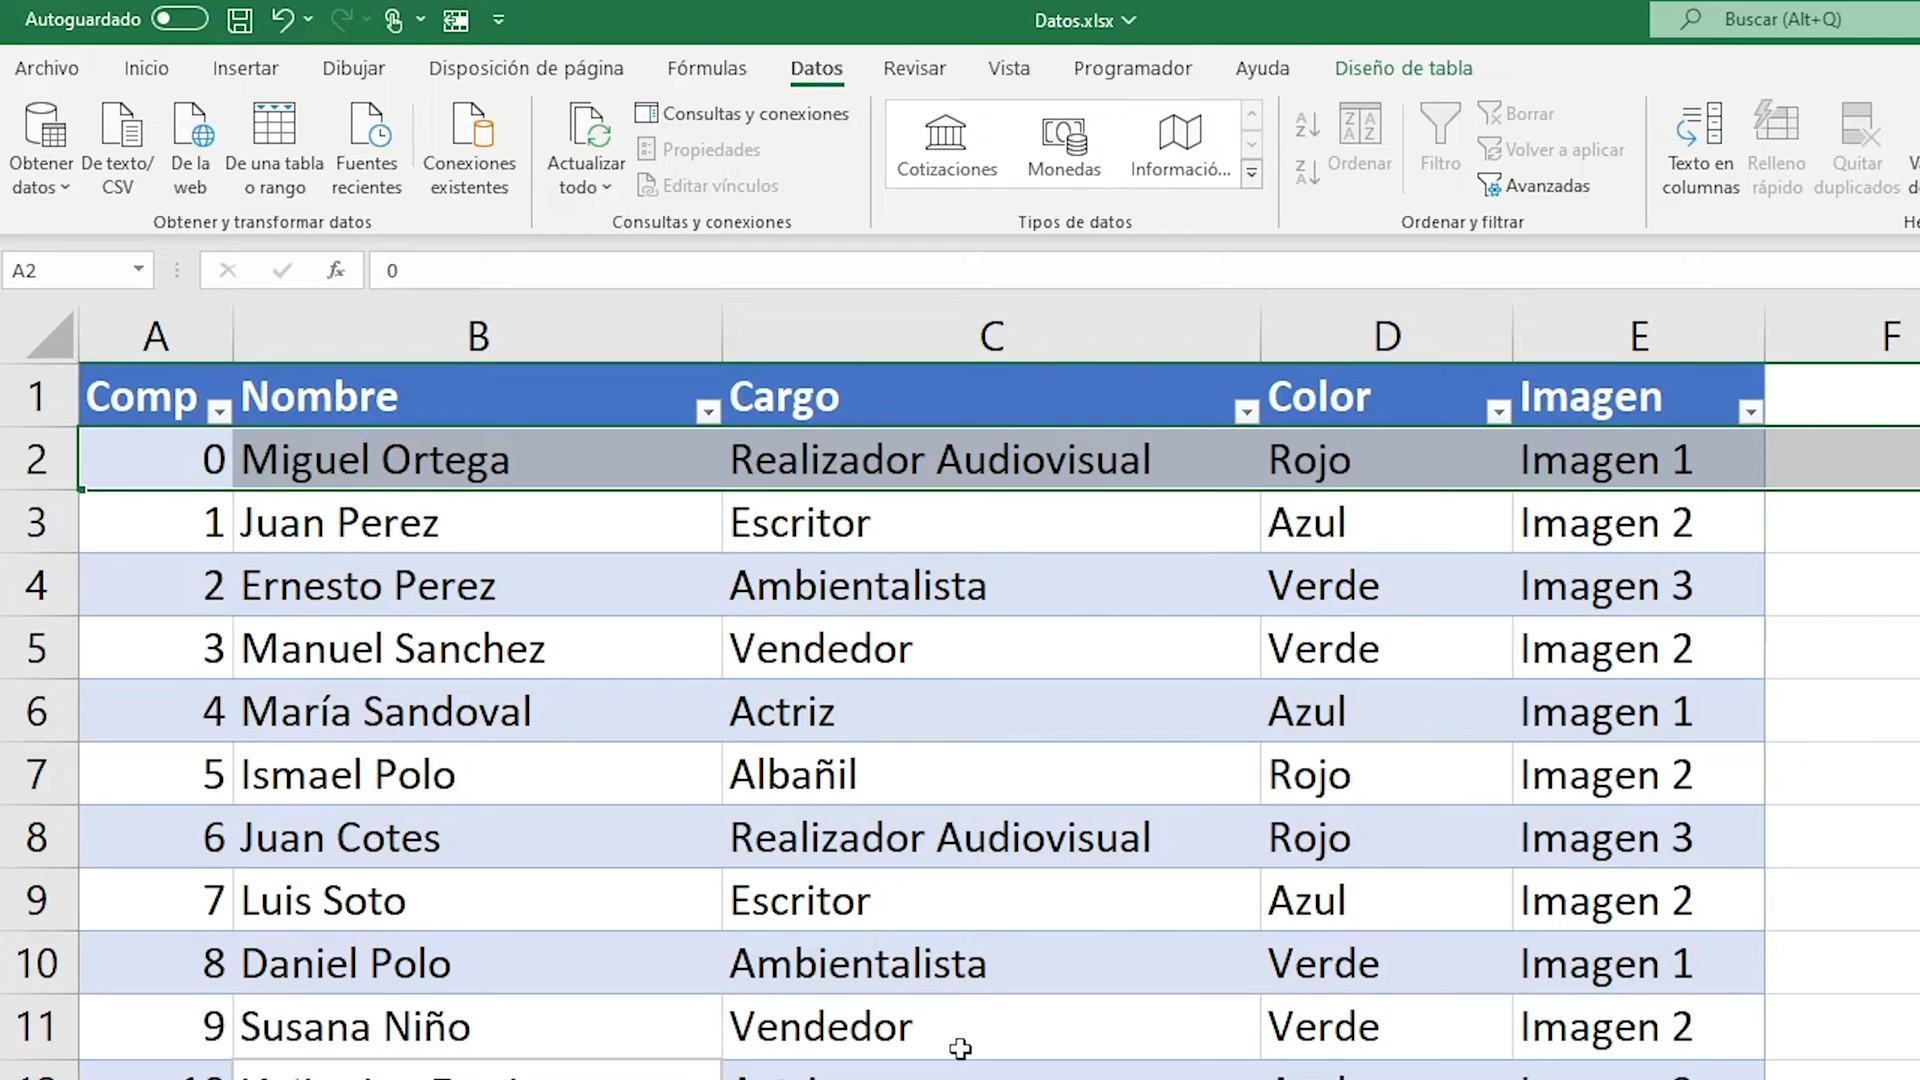 Autoguardado
Datos.xlsx
Buscar (Alt+Q)
Archivo Inicio Insertar Dibujar Disposición de página Fórmulas Datos Revisar Vista Programador Ayuda Diseño de tabla
Obtener datos
De texto/ CSV
De la web
De una tabla o rango
Fuentes recientes
Conexiones existentes
Obtener y transformar datos
Actualizar todo
Consultas y conexiones
Propiedades
Editar vínculos
Consultas y conexiones
Cotizaciones
Monedas
Informació...
Tipos de datos
Ordenar
Filtro
Borrar
Volver a aplicar
Avanzadas
Ordenar y filtrar
Texto en columnas
Relleno rápido
Quitar duplicados
A2
fx
0
A B C D E F
1 Comp Nombre Cargo Color Imagen
2 0 Miguel Ortega Realizador Audiovisual Rojo Imagen 1
3 1 Juan Perez Escritor Azul Imagen 2
4 2 Ernesto Perez Ambientalista Verde Imagen 3
5 3 Manuel Sanchez Vendedor Verde Imagen 2
6 4 María Sandoval Actriz Azul Imagen 1
7 5 Ismael Polo Albañil Rojo Imagen 2
8 6 Juan Cotes Realizador Audiovisual Rojo Imagen 3
9 7 Luis Soto Escritor Azul Imagen 2
10 8 Daniel Polo Ambientalista Verde Imagen 1
11 9 Susana Niño Vendedor Verde Imagen 2